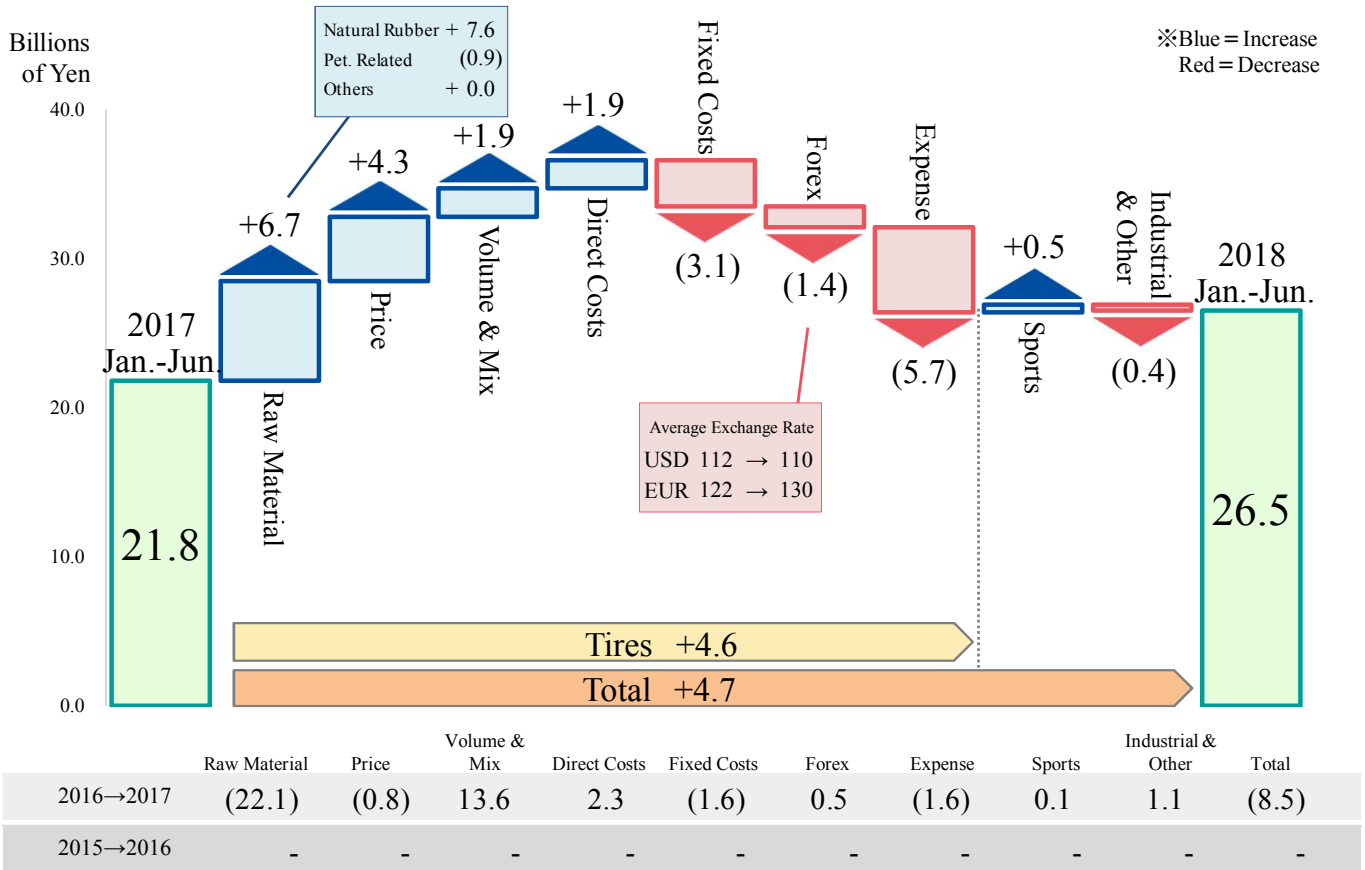 Billions
of Yen
※Blue = Increase
Red = Decrease
Natural Rubber + 7.6
Pet. Related (0.9)
Others + 0.0
40.0
30.0
20.0
10.0
0.0
2017
Jan.-Jun.
21.8
+6.7
Raw Material
+4.3
Price
+1.9
Volume & Mix
+1.9
Direct Costs
Fixed Costs
(3.1)
Forex
(1.4)
Expense
(5.7)
+0.5
Sports
Industrial
& Other
(0.4)
2018
Jan.-Jun.
26.5
Average Exchange Rate
USD 112 → 110
EUR 122 → 130
Tires +4.6
Total +4.7
Raw Material Price Volume & Mix Direct Costs Fixed Costs Forex Expense Sports Industrial & Other Total
2016→2017 (22.1) (0.8) 13.6 2.3 (1.6) 0.5 (1.6) 0.1 1.1 (8.5)
2015→2016 - - - - - - - - - -